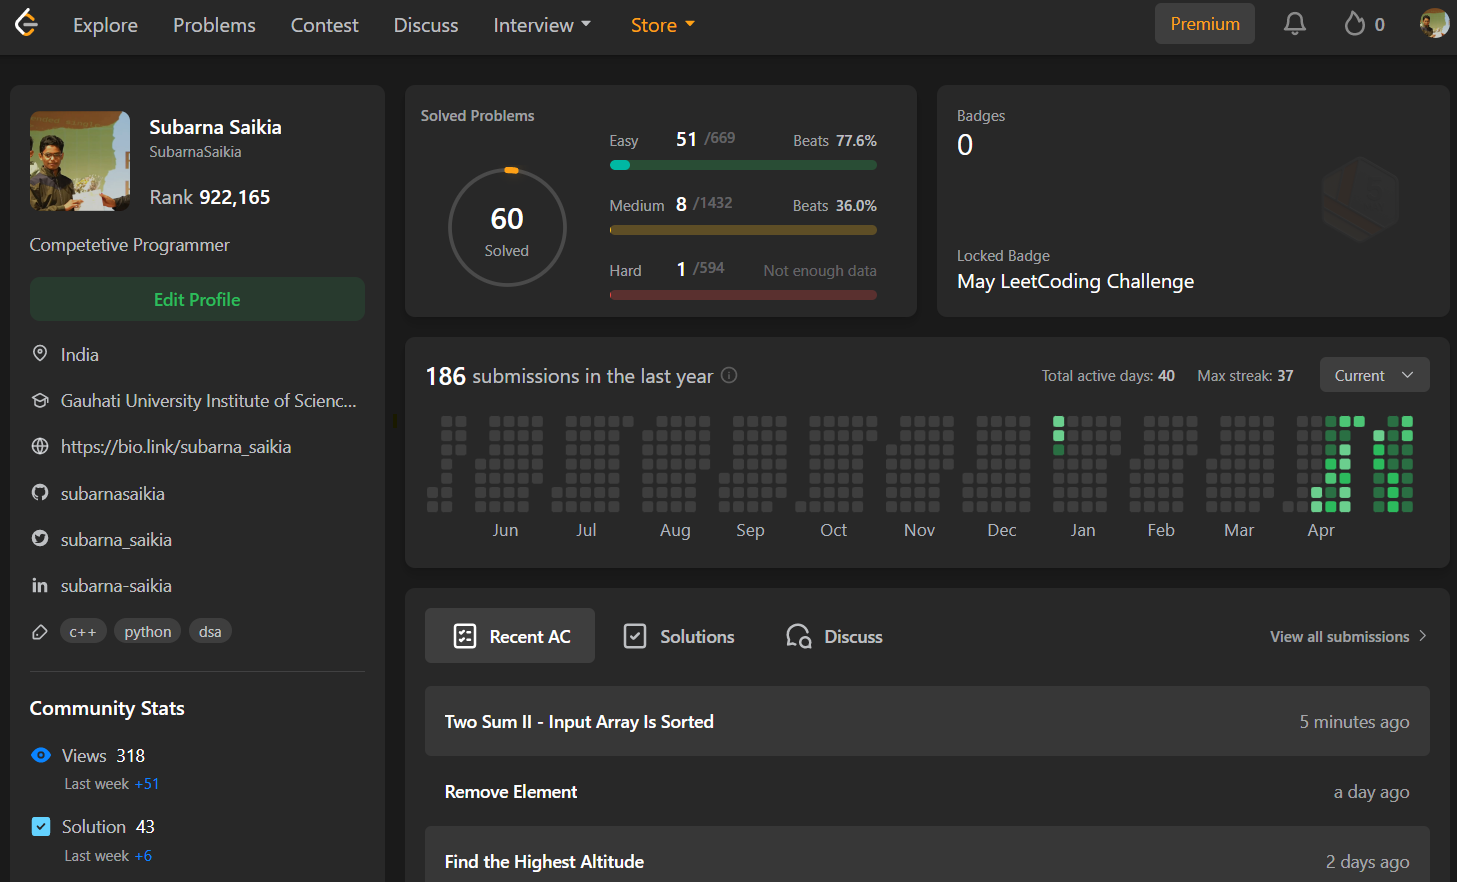 Explore Problems Contest Discuss Interview Store Premium 0
Subarna Saikia
SubarnaSaikia
Rank 922,165
Competetive Programmer
Edit Profile
India
Gauhati University Institute of Scienc...
https://bio.link/subarna_saikia
subarnasaikia
subarna_saikia
subarna-saikia
c++ python dsa
Community Stats
Views 318
Last week +51
Solution 43
Last week +6
Solved Problems
60
Solved
Easy 51 /669 Beats 77.6%
Medium 8 /1432 Beats 36.0%
Hard 1 /594 Not enough data
Badges
0
Locked Badge
May LeetCoding Challenge
186 submissions in the last year Total active days: 40 Max streak: 37 Current
Jun Jul Aug Sep Oct Nov Dec Jan Feb Mar Apr
Recent AC Solutions Discuss View all submissions
Two Sum II - Input Array Is Sorted 5 minutes ago
Remove Element a day ago
Find the Highest Altitude 2 days ago